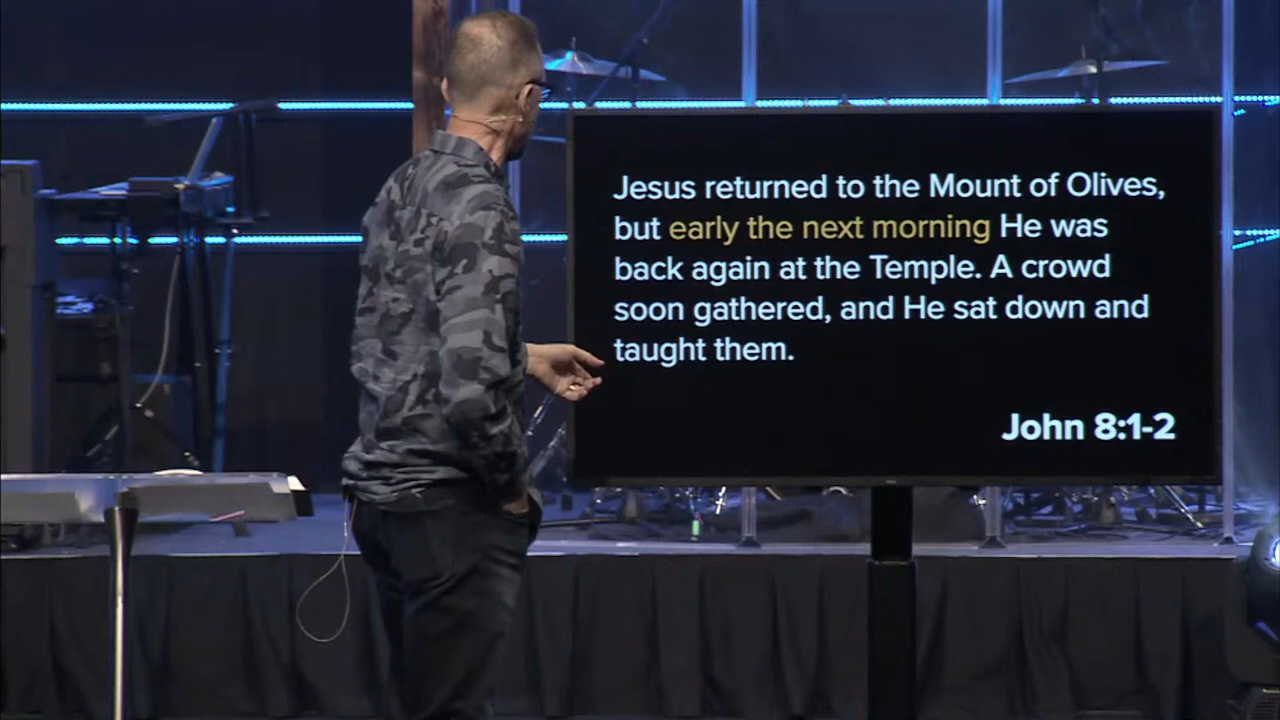 Jesus returned to the Mount of Olives,
but early the next morning He was
back again at the Temple. A crowd
soon gathered, and He sat down and
taught them.
John 8:1-2